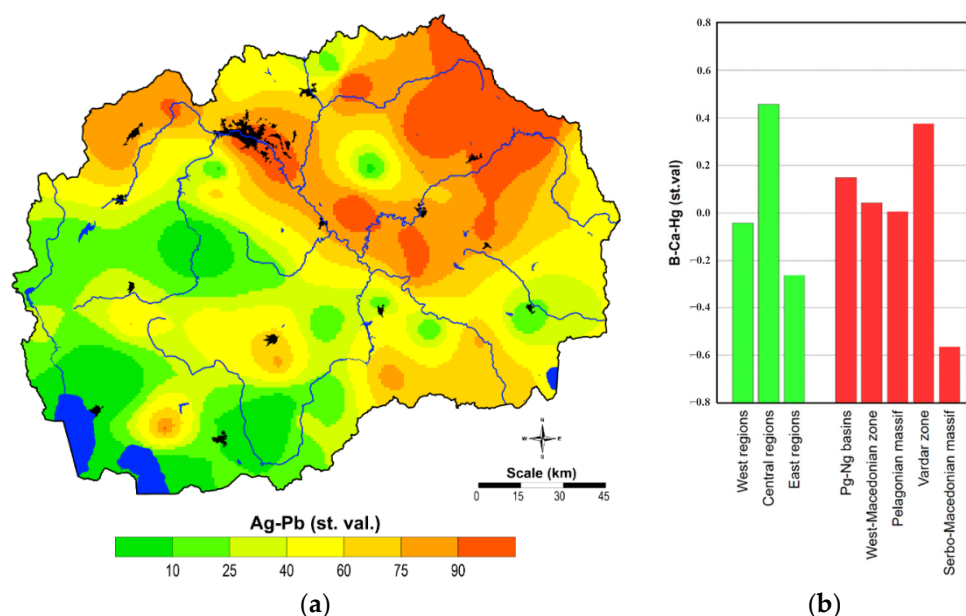 N
W E
S
Scale (km)
0 15 30 45
Ag-Pb (st. val.)
10 25 40 60 75 90
(a)
B-Ca-Hg (st.val)
0.8
0.6
0.4
0.2
0.0
−0.2
−0.4
−0.6
−0.8
West regions
Central regions
East regions
Pg-Ng basins
West-Macedonian zone
Pelagonian massif
Vardar zone
Serbo-Macedonian massif
(b)